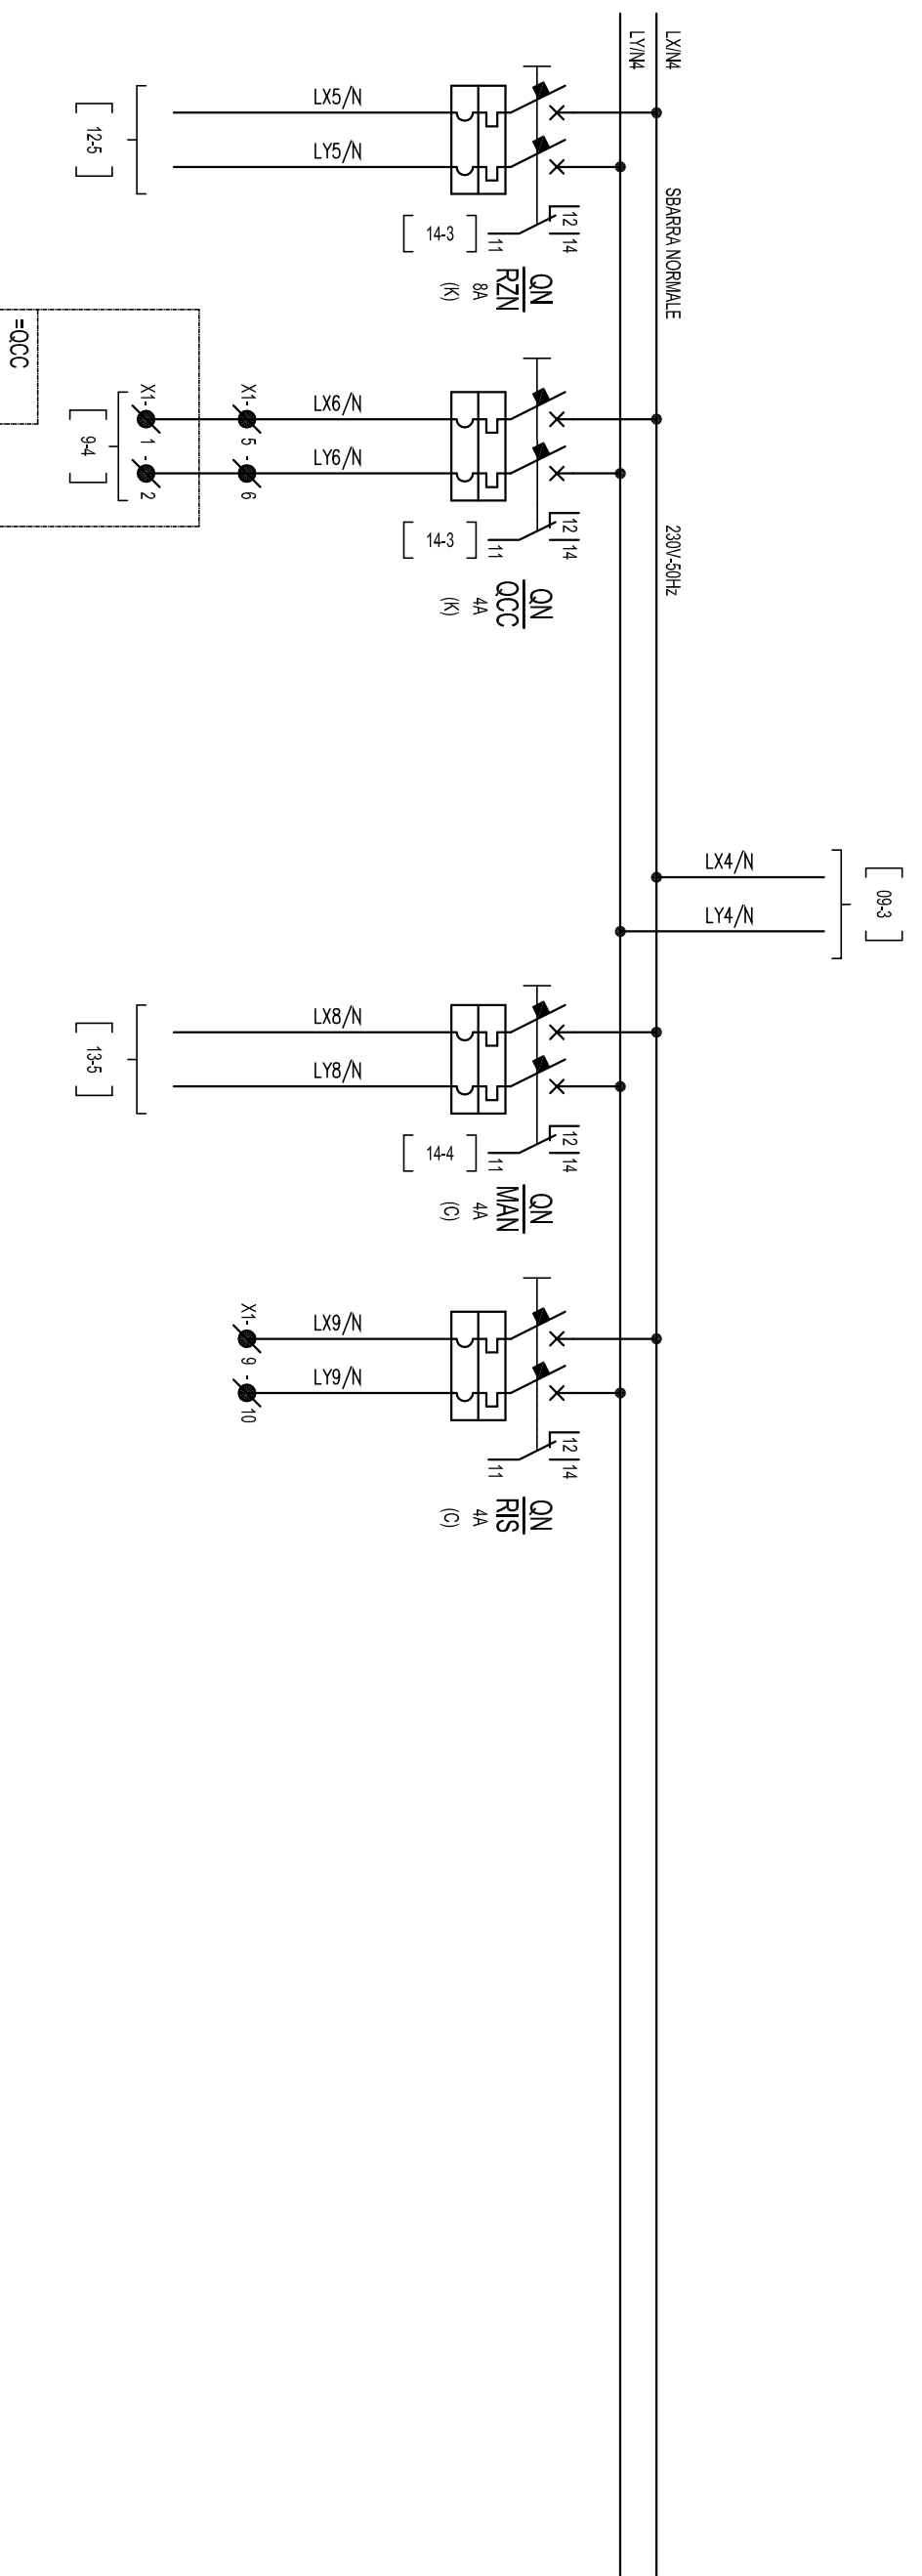 [ 09-3 ]
LX4/N
LY4/N
LX/N4
SBARRA NORMALE
230V-50Hz
LY/N4
12
14
11
[ 14-3 ]
QN
RZN
8A
(K)
LX5/N
LY5/N
[ 12-5 ]
12
14
11
[ 14-3 ]
QN
QCC
4A
(K)
LX6/N
LY6/N
X1- 5 - 6
X1- 1 - 2
[ 9-4 ]
=QCC
12
14
11
[ 14-4 ]
QN
MAN
4A
(C)
LX8/N
LY8/N
[ 13-5 ]
12
14
11
QN
RIS
4A
(C)
LX9/N
LY9/N
X1- 9 - 10